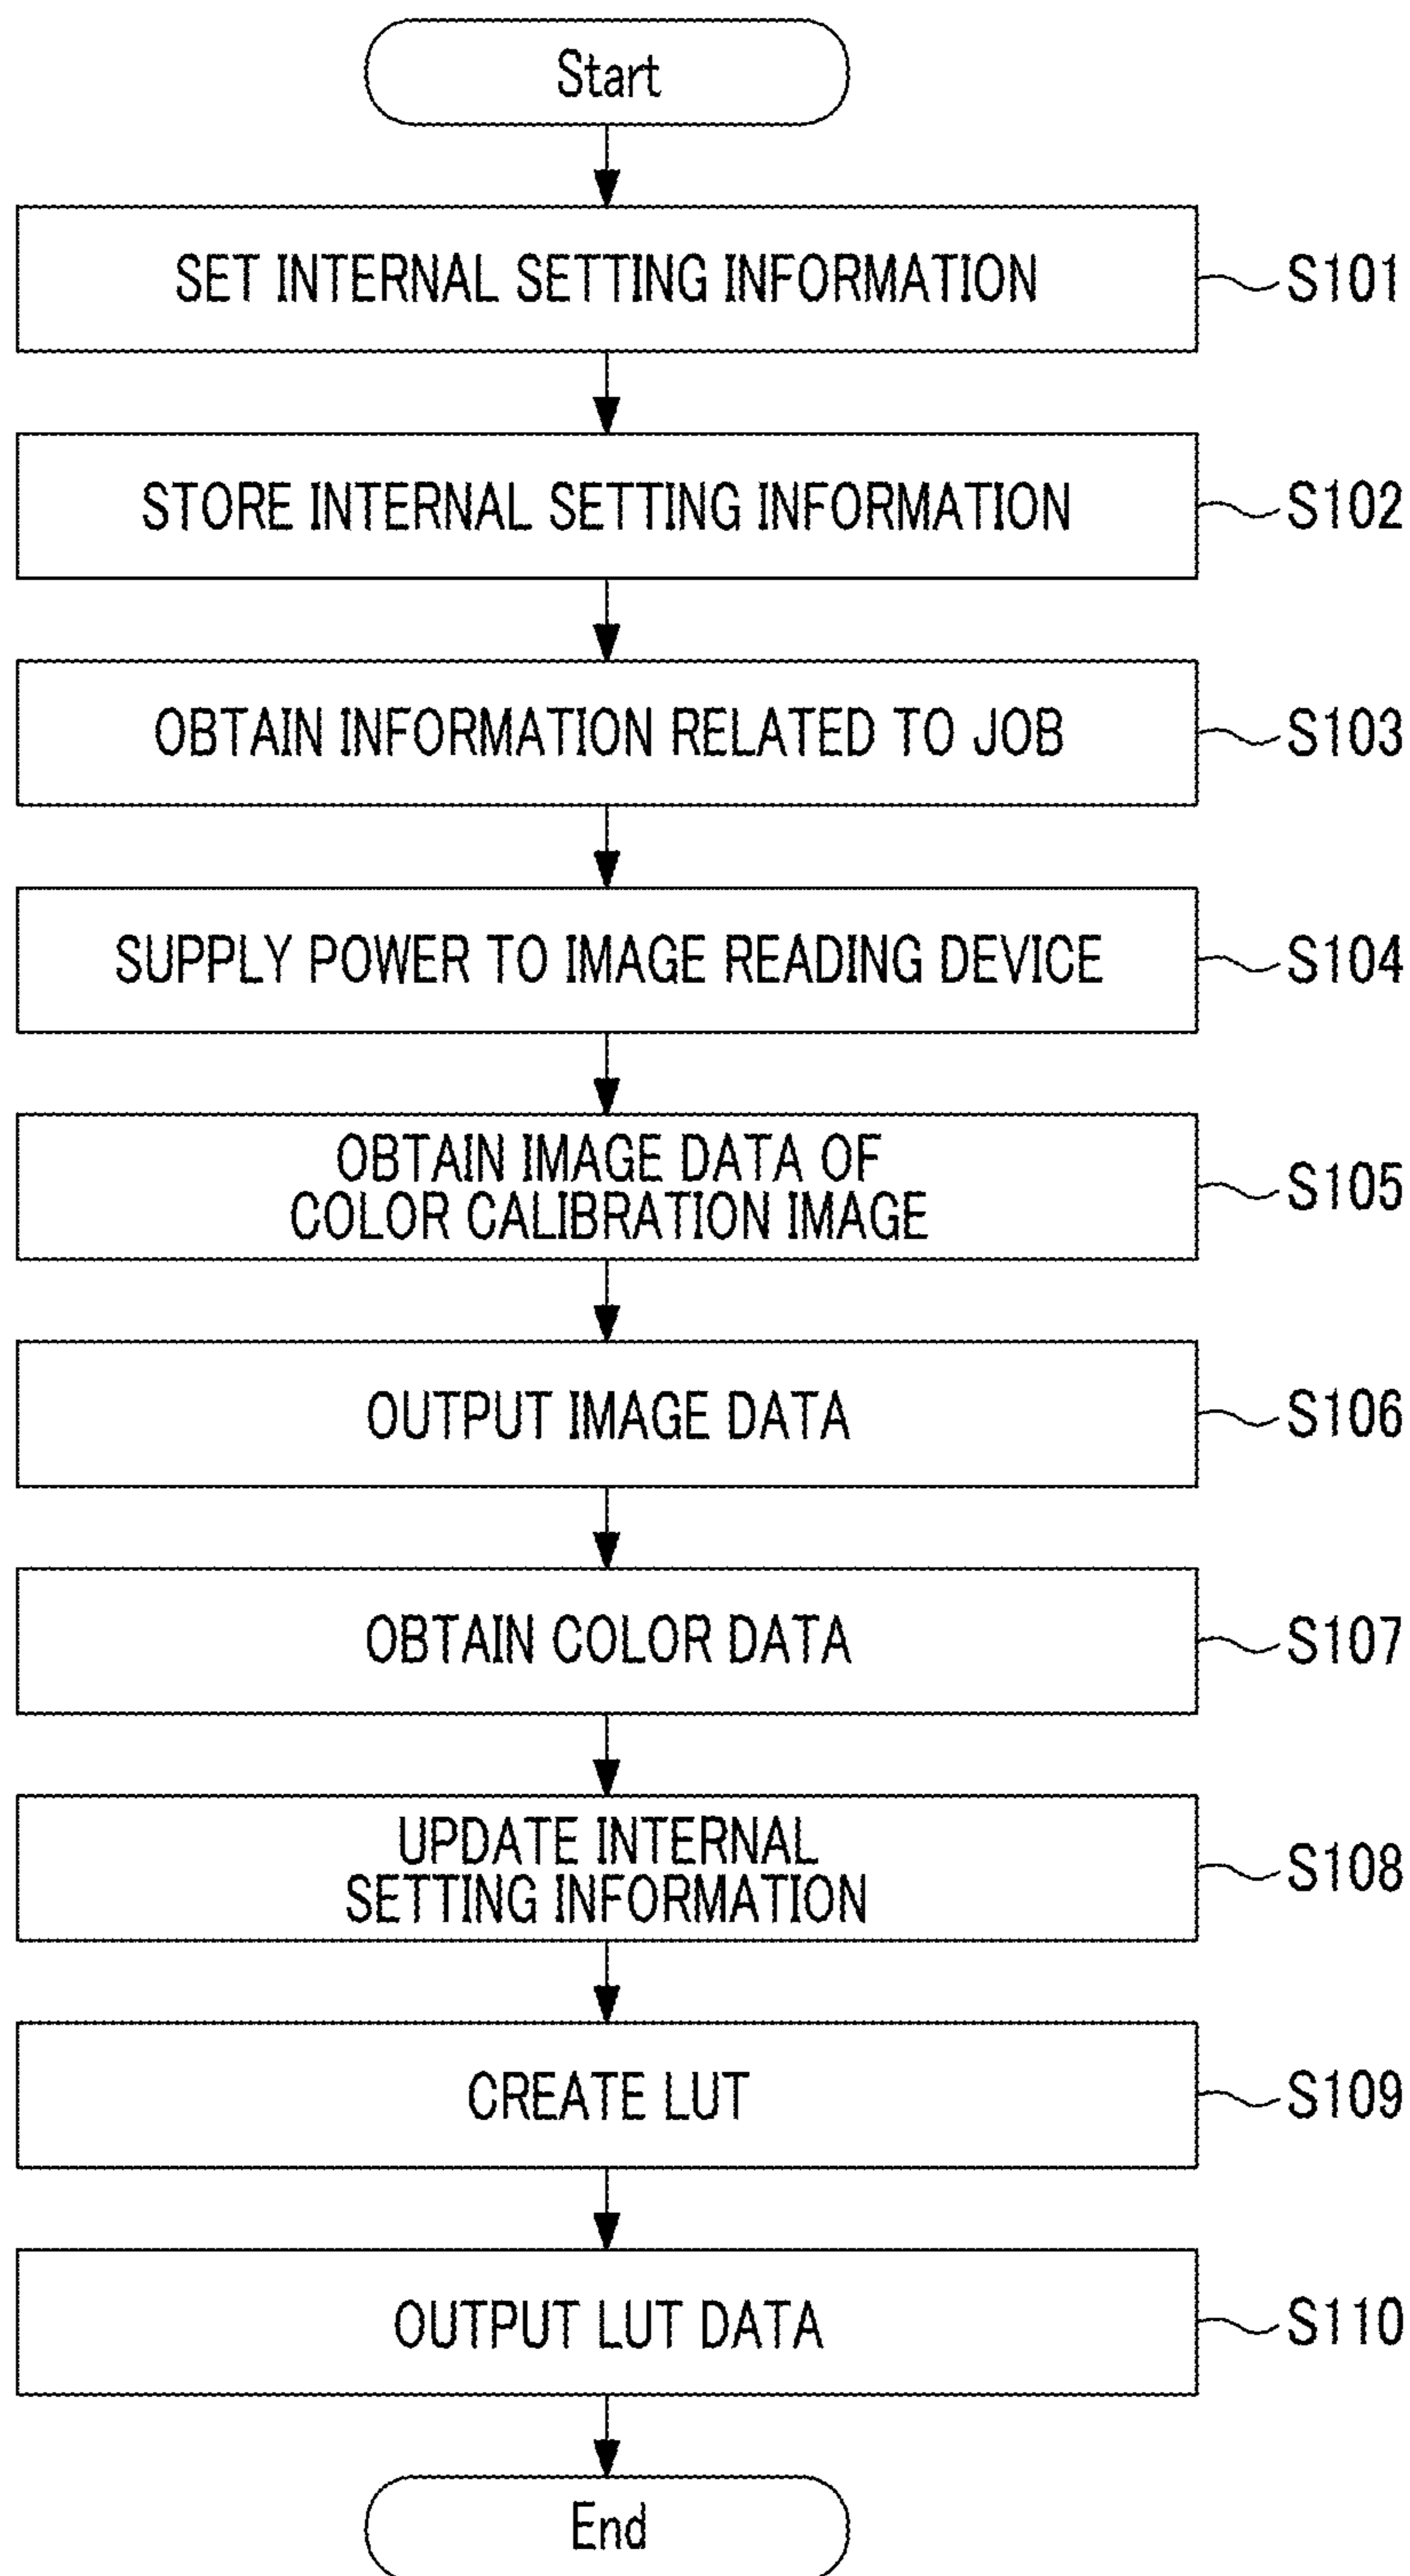 Start
SET INTERNAL SETTING INFORMATION
S101
STORE INTERNAL SETTING INFORMATION
S102
OBTAIN INFORMATION RELATED TO JOB
S103
SUPPLY POWER TO IMAGE READING DEVICE
S104
OBTAIN IMAGE DATA OF
COLOR CALIBRATION IMAGE
S105
OUTPUT IMAGE DATA
S106
OBTAIN COLOR DATA
S107
UPDATE INTERNAL
SETTING INFORMATION
S108
CREATE LUT
S109
OUTPUT LUT DATA
S110
End